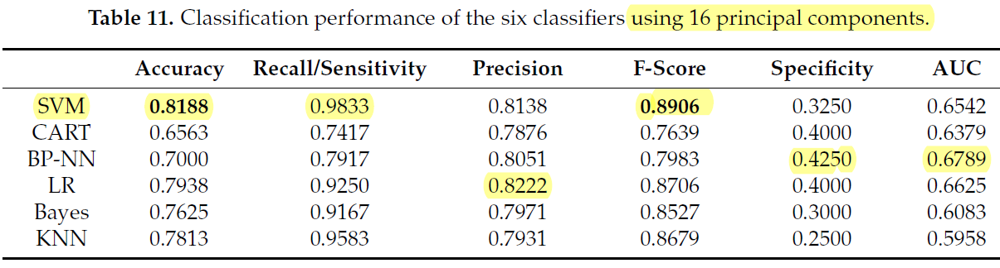 Table 11. Classification performance of the six classifiers using 16 principal components.
Accuracy Recall/Sensitivity Precision F-Score Specificity AUC
SVM 0.8188 0.9833 0.8138 0.8906 0.3250 0.6542
CART 0.6563 0.7417 0.7876 0.7639 0.4000 0.6379
BP-NN 0.7000 0.7917 0.8051 0.7983 0.4250 0.6789
LR 0.7938 0.9250 0.8222 0.8706 0.4000 0.6625
Bayes 0.7625 0.9167 0.7971 0.8527 0.3000 0.6083
KNN 0.7813 0.9583 0.7931 0.8679 0.2500 0.5958